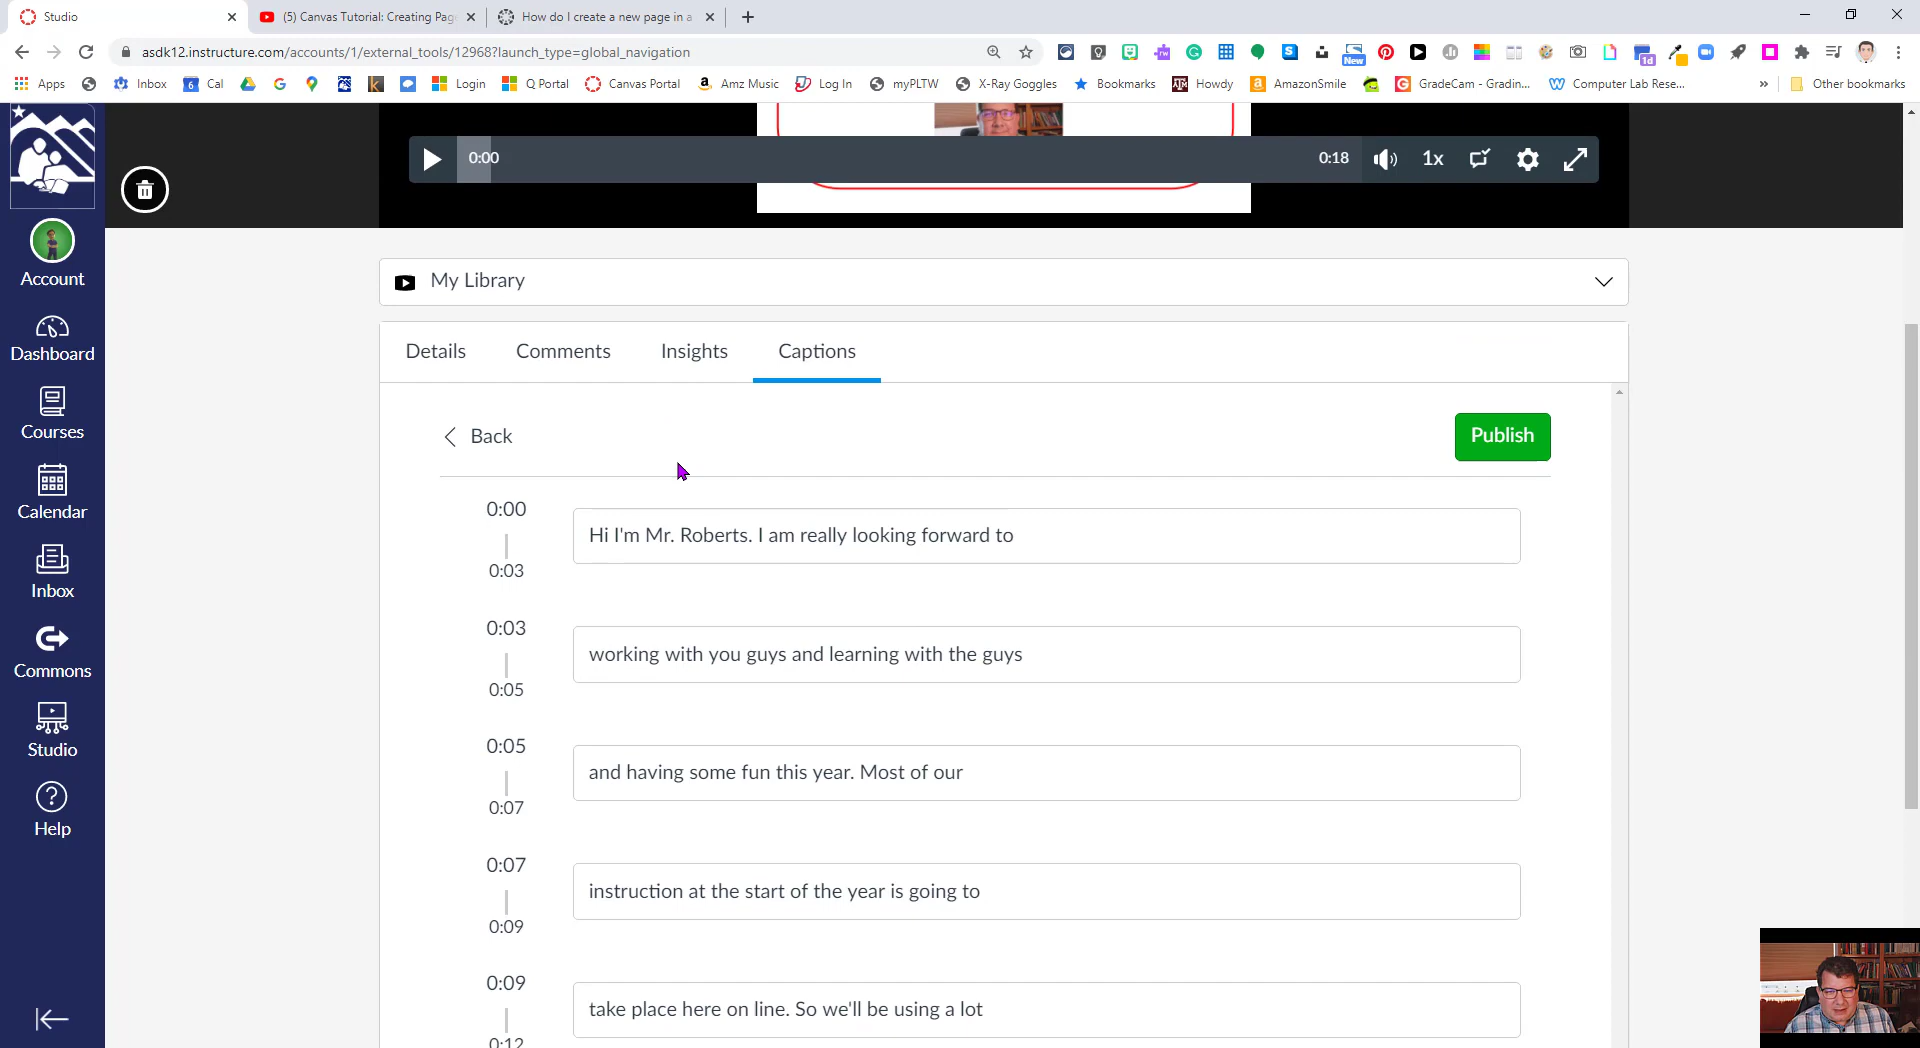 Studio
(5) Canvas Tutorial: Creating Page
How do I create a new page in a
asdk12.instructure.com/accounts/1/external_tools/12968?launch_type=global_navigation
New
1d
Apps
Inbox
6 Cal
Login
Q Portal
Canvas Portal
Amz Music
Log In
myPLTW
X-Ray Goggles
Bookmarks
Howdy
AmazonSmile
GradeCam - Gradin...
Computer Lab Rese...
»
Other bookmarks
0:00
0:18
1x
Account
Dashboard
Courses
Calendar
Inbox
Commons
Studio
Help
My Library
Details
Comments
Insights
Captions
Back
Publish
0:00
Hi I'm Mr. Roberts. I am really looking forward to
0:03
0:03
working with you guys and learning with the guys
0:05
0:05
and having some fun this year. Most of our
0:07
0:07
instruction at the start of the year is going to
0:09
0:09
take place here on line. So we'll be using a lot
0:12